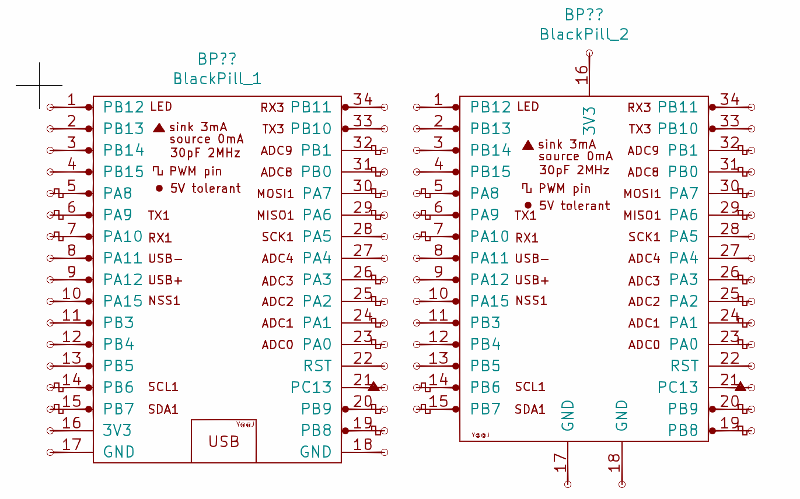 BP??
BlackPill_1
1 PB12 LED RX3 PB11 34
2 PB13 sink 3mA TX3 PB10 33
source 0mA
3 PB14 30pF 2MHz ADC9 PB1 32
4 PB15 PWM pin ADC8 PB0 31
5 PA8 5V tolerant MOSI1 PA7 30
6 PA9 TX1 MISO1 PA6 29
7 PA10 RX1 SCK1 PA5 28
8 PA11 USB- ADC4 PA4 27
9 PA12 USB+ ADC3 PA3 26
10 PA15 NSS1 ADC2 PA2 25
11 PB3 ADC1 PA1 24
12 PB4 ADC0 PA0 23
13 PB5 RST 22
14 PB6 SCL1 PC13 21
15 PB7 SDA1 PB9 20
16 3V3 USB PB8 19
17 GND GND 18
BP??
BlackPill_2
16
3V3
1 PB12 LED RX3 PB11 34
2 PB13 TX3 PB10 33
sink 3mA
3 PB14 source 0mA ADC9 PB1 32
4 PB15 30pF 2MHz ADC8 PB0 31
5 PA8 PWM pin MOSI1 PA7 30
5V tolerant
6 PA9 TX1 MISO1 PA6 29
7 PA10 RX1 SCK1 PA5 28
8 PA11 USB- ADC4 PA4 27
9 PA12 USB+ ADC3 PA3 26
10 PA15 NSS1 ADC2 PA2 25
11 PB3 ADC1 PA1 24
12 PB4 ADC0 PA0 23
13 PB5 RST 22
14 PB6 SCL1 PC13 21
15 PB7 SDA1 GND GND PB9 20
PB8 19
17 18